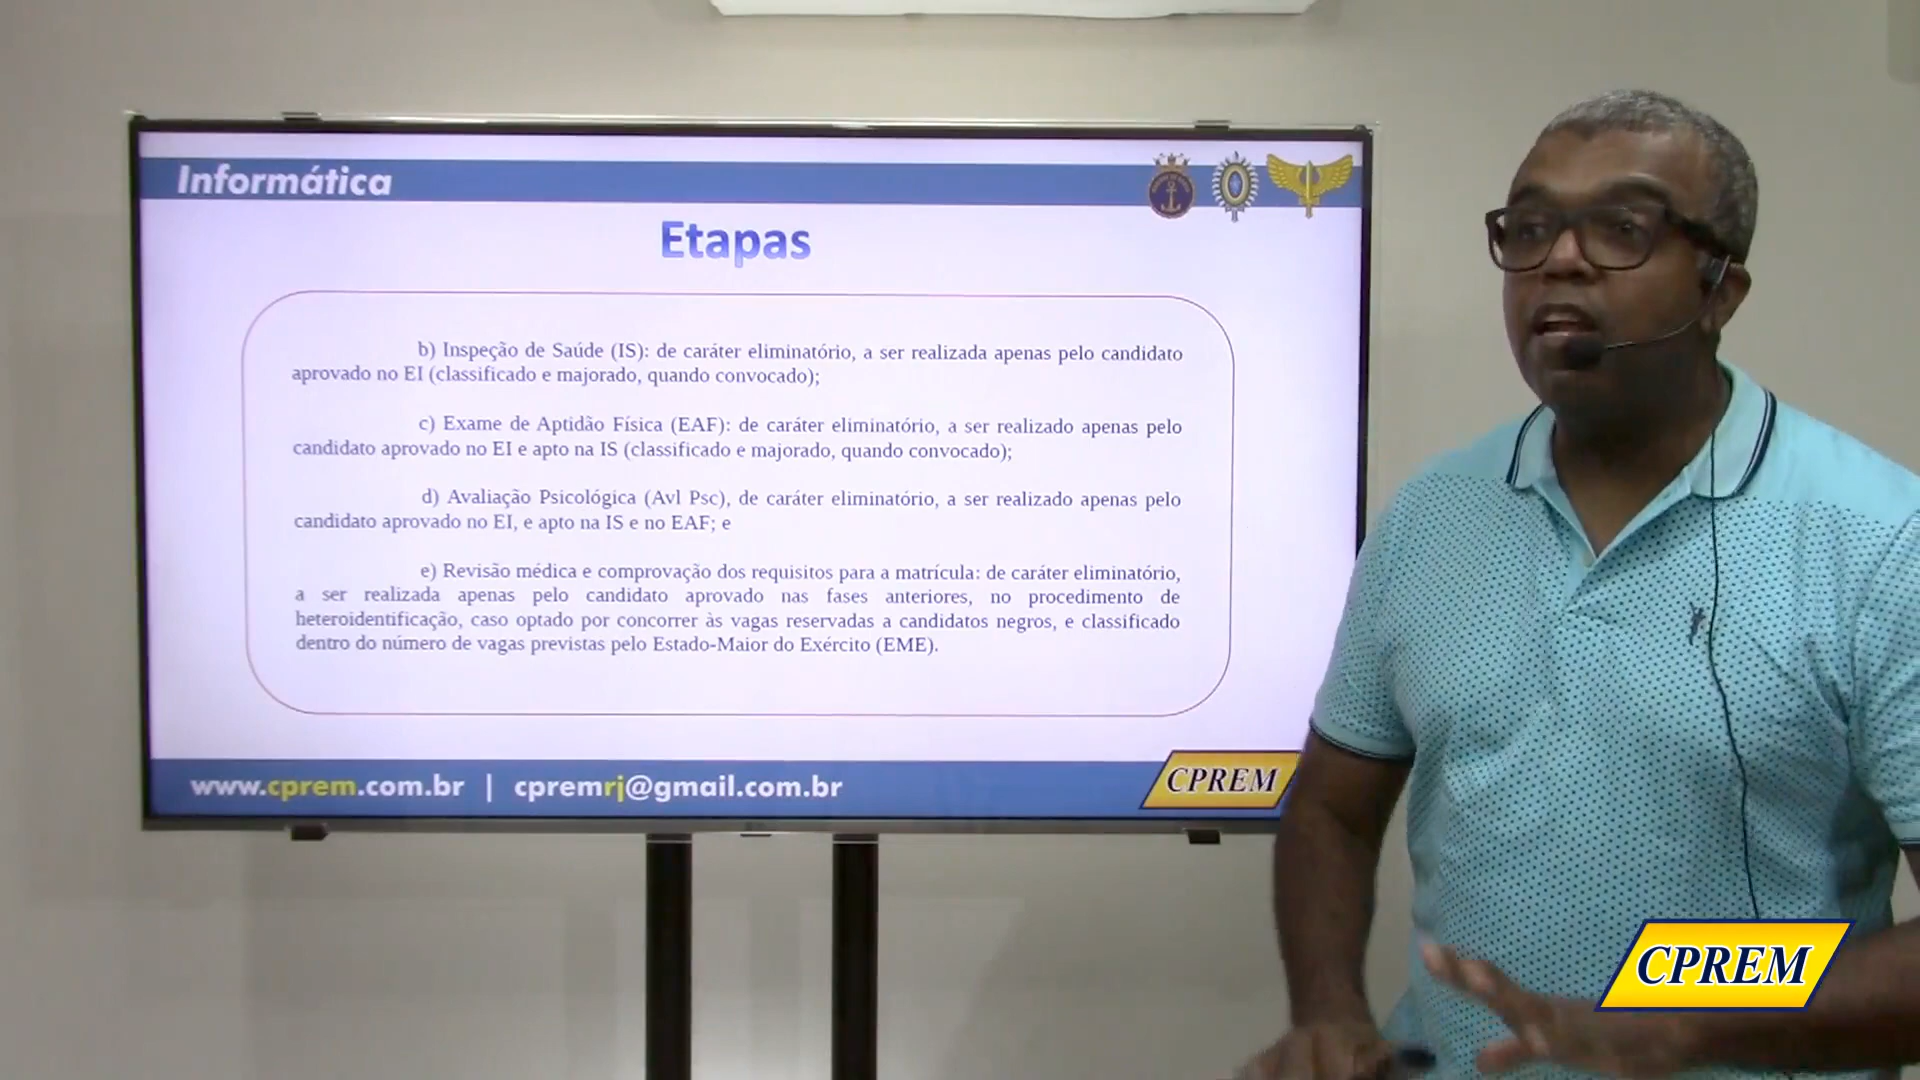 Informática
Etapas
b) Inspeção de Saúde (IS): de caráter eliminatório, a ser realizada apenas pelo candidato
aprovado no EI (classificado e majorado, quando convocado);
c) Exame de Aptidão Física (EAF): de caráter eliminatório, a ser realizado apenas pelo
candidato aprovado no EI e apto na IS (classificado e majorado, quando convocado);
d) Avaliação Psicológica (Avl Psc), de caráter eliminatório, a ser realizado apenas pelo
candidato aprovado no EI, e apto na IS e no EAF; e
e) Revisão médica e comprovação dos requisitos para a matrícula: de caráter eliminatório,
a ser realizada apenas pelo candidato aprovado nas fases anteriores, no procedimento de
heteroidentificação, caso optado por concorrer às vagas reservadas a candidatos negros, e classificado
dentro do número de vagas previstas pelo Estado-Maior do Exército (EME).
www.cprem.com.br | cpremrj@gmail.com.br
CPREM
CPREM